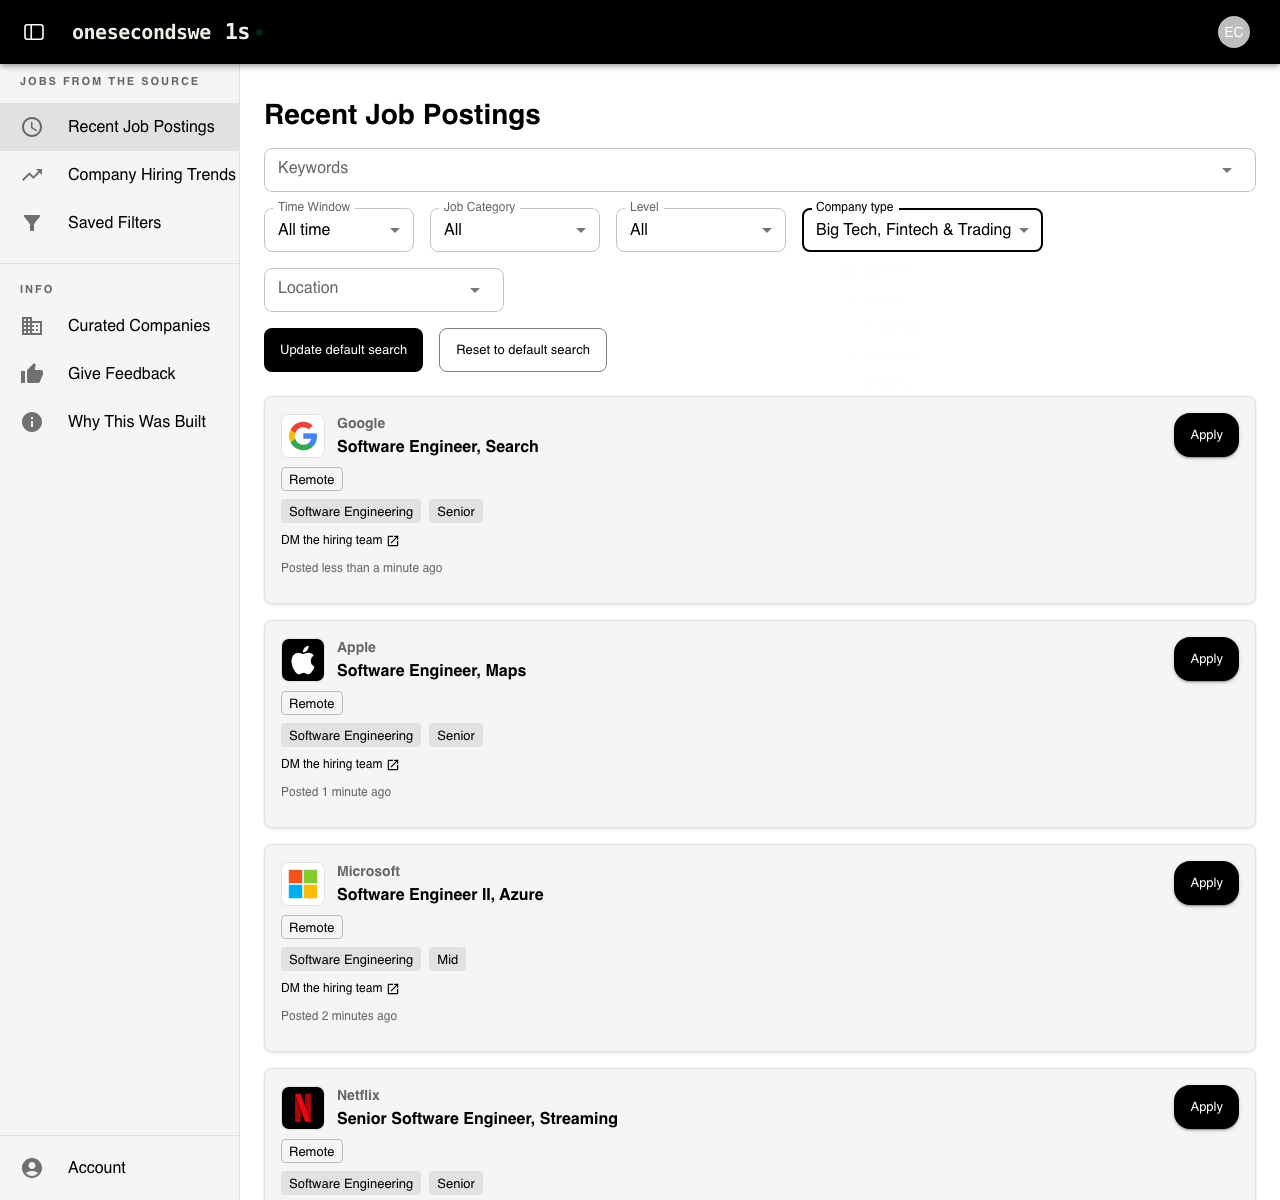 onesecondswe 1s
EC
JOBS FROM THE SOURCE
Recent Job Postings
Company Hiring Trends
Saved Filters
INFO
Curated Companies
Give Feedback
Why This Was Built
Account
Recent Job Postings
Keywords
Time Window
All time
Job Category
All
Level
All
Company type
Big Tech, Fintech & Trading
Location
Update default search
Reset to default search
Google
Software Engineer, Search
Apply
Remote
Software Engineering
Senior
DM the hiring team
Posted less than a minute ago
Apple
Software Engineer, Maps
Apply
Remote
Software Engineering
Senior
DM the hiring team
Posted 1 minute ago
Microsoft
Software Engineer II, Azure
Apply
Remote
Software Engineering
Mid
DM the hiring team
Posted 2 minutes ago
Netflix
Senior Software Engineer, Streaming
Apply
Remote
Software Engineering
Senior